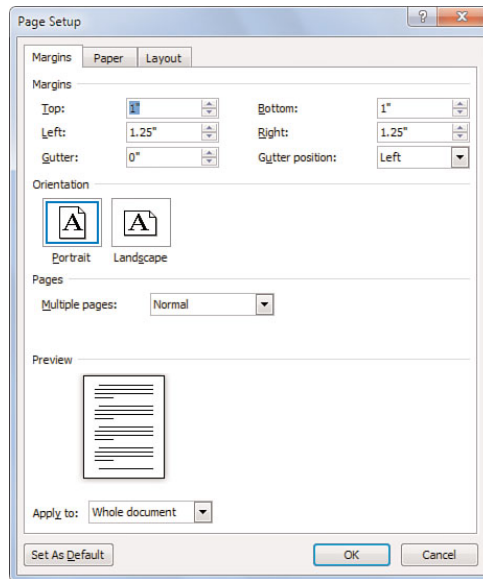 Page Setup
Margins Paper Layout
Margins
Top: 1" Bottom: 1"
Left: 1.25" Right: 1.25"
Gutter: 0" Gutter position: Left
Orientation
A A
Portrait Landscape
Pages
Multiple pages: Normal
Preview
Apply to: Whole document
Set As Default OK Cancel